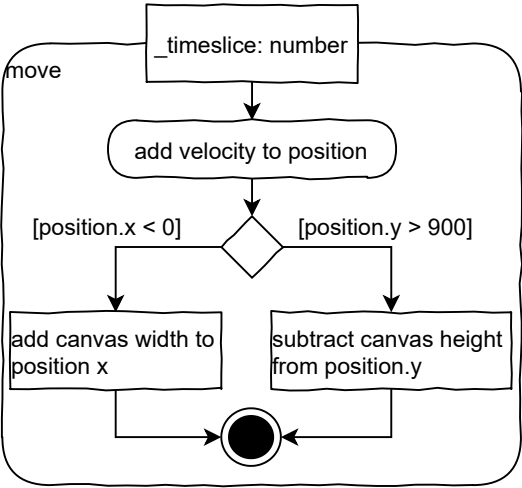 _timeslice: number
move
add velocity to position
[position.x < 0]
[position.y > 900]
add canvas width to
position x
subtract canvas height
from position.y